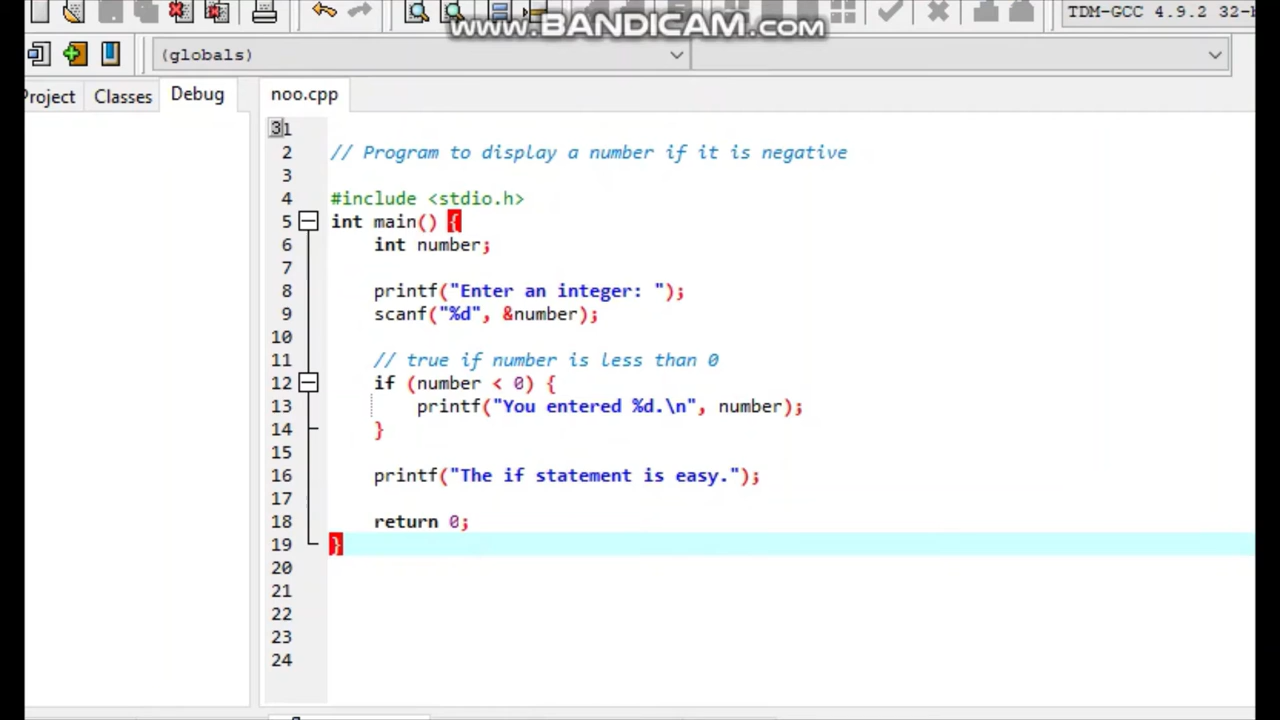 www.BANDICAM.com
TDM-GCC 4.9.2 32-
(globals)
Project Classes Debug noo.cpp
1
2 // Program to display a number if it is negative
3
4 #include <stdio.h>
5 int main() {
6 int number;
7
8 printf("Enter an integer: ");
9 scanf("%d", &number);
10
11 // true if number is less than 0
12 if (number < 0) {
13 printf("You entered %d.\n", number);
14 }
15
16 printf("The if statement is easy.");
17
18 return 0;
19 }
20
21
22
23
24